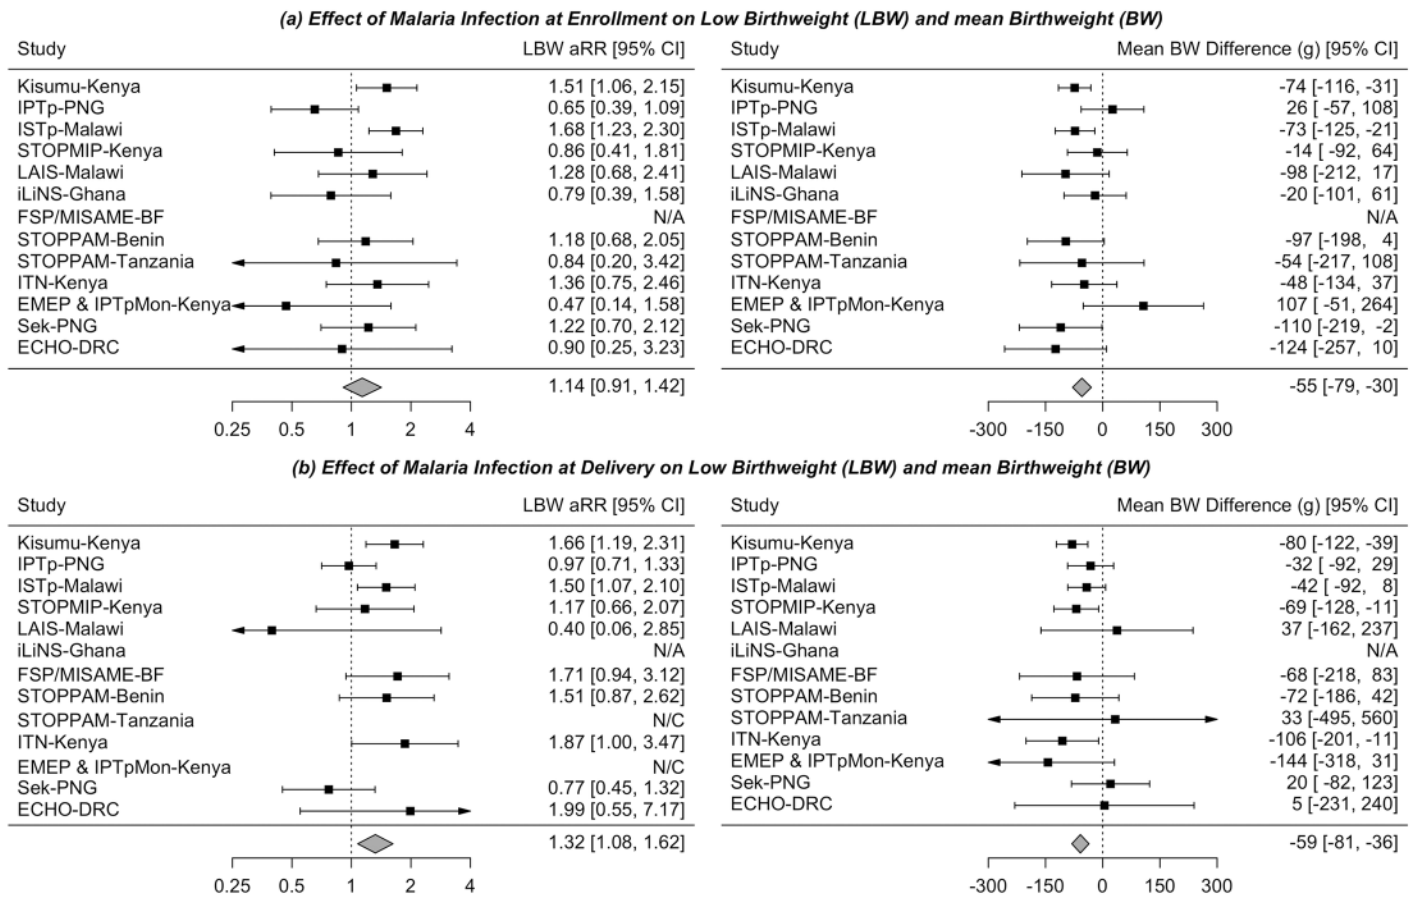 (a) Effect of Malaria Infection at Enrollment on Low Birthweight (LBW) and mean Birthweight (BW)
Study LBW aRR [95% CI]
Kisumu-Kenya 1.51 [1.06, 2.15]
IPTp-PNG 0.65 [0.39, 1.09]
ISTp-Malawi 1.68 [1.23, 2.30]
STOPMIP-Kenya 0.86 [0.41, 1.81]
LAIS-Malawi 1.28 [0.68, 2.41]
iLiNS-Ghana 0.79 [0.39, 1.58]
FSP/MISAME-BF N/A
STOPPAM-Benin 1.18 [0.68, 2.05]
STOPPAM-Tanzania 0.84 [0.20, 3.42]
ITN-Kenya 1.36 [0.75, 2.46]
EMEP & IPTpMon-Kenya 0.47 [0.14, 1.58]
Sek-PNG 1.22 [0.70, 2.12]
ECHO-DRC 0.90 [0.25, 3.23]
1.14 [0.91, 1.42]
0.25 0.5 1 2 4
Study Mean BW Difference (g) [95% CI]
Kisumu-Kenya -74 [-116, -31]
IPTp-PNG 26 [ -57, 108]
ISTp-Malawi -73 [-125, -21]
STOPMIP-Kenya -14 [ -92, 64]
LAIS-Malawi -98 [-212, 17]
iLiNS-Ghana -20 [-101, 61]
FSP/MISAME-BF N/A
STOPPAM-Benin -97 [-198, 4]
STOPPAM-Tanzania -54 [-217, 108]
ITN-Kenya -48 [-134, 37]
EMEP & IPTpMon-Kenya 107 [ -51, 264]
Sek-PNG -110 [-219, -2]
ECHO-DRC -124 [-257, 10]
-55 [-79, -30]
-300 -150 0 150 300
(b) Effect of Malaria Infection at Delivery on Low Birthweight (LBW) and mean Birthweight (BW)
Study LBW aRR [95% CI]
Kisumu-Kenya 1.66 [1.19, 2.31]
IPTp-PNG 0.97 [0.71, 1.33]
ISTp-Malawi 1.50 [1.07, 2.10]
STOPMIP-Kenya 1.17 [0.66, 2.07]
LAIS-Malawi 0.40 [0.06, 2.85]
iLiNS-Ghana N/A
FSP/MISAME-BF 1.71 [0.94, 3.12]
STOPPAM-Benin 1.51 [0.87, 2.62]
STOPPAM-Tanzania N/C
ITN-Kenya 1.87 [1.00, 3.47]
EMEP & IPTpMon-Kenya N/C
Sek-PNG 0.77 [0.45, 1.32]
ECHO-DRC 1.99 [0.55, 7.17]
1.32 [1.08, 1.62]
0.25 0.5 1 2 4
Study Mean BW Difference (g) [95% CI]
Kisumu-Kenya -80 [-122, -39]
IPTp-PNG -32 [ -92, 29]
ISTp-Malawi -42 [ -92, 8]
STOPMIP-Kenya -69 [-128, -11]
LAIS-Malawi 37 [-162, 237]
iLiNS-Ghana N/A
FSP/MISAME-BF -68 [-218, 83]
STOPPAM-Benin -72 [-186, 42]
STOPPAM-Tanzania 33 [-495, 560]
ITN-Kenya -106 [-201, -11]
EMEP & IPTpMon-Kenya -144 [-318, 31]
Sek-PNG 20 [ -82, 123]
ECHO-DRC 5 [-231, 240]
-59 [-81, -36]
-300 -150 0 150 300